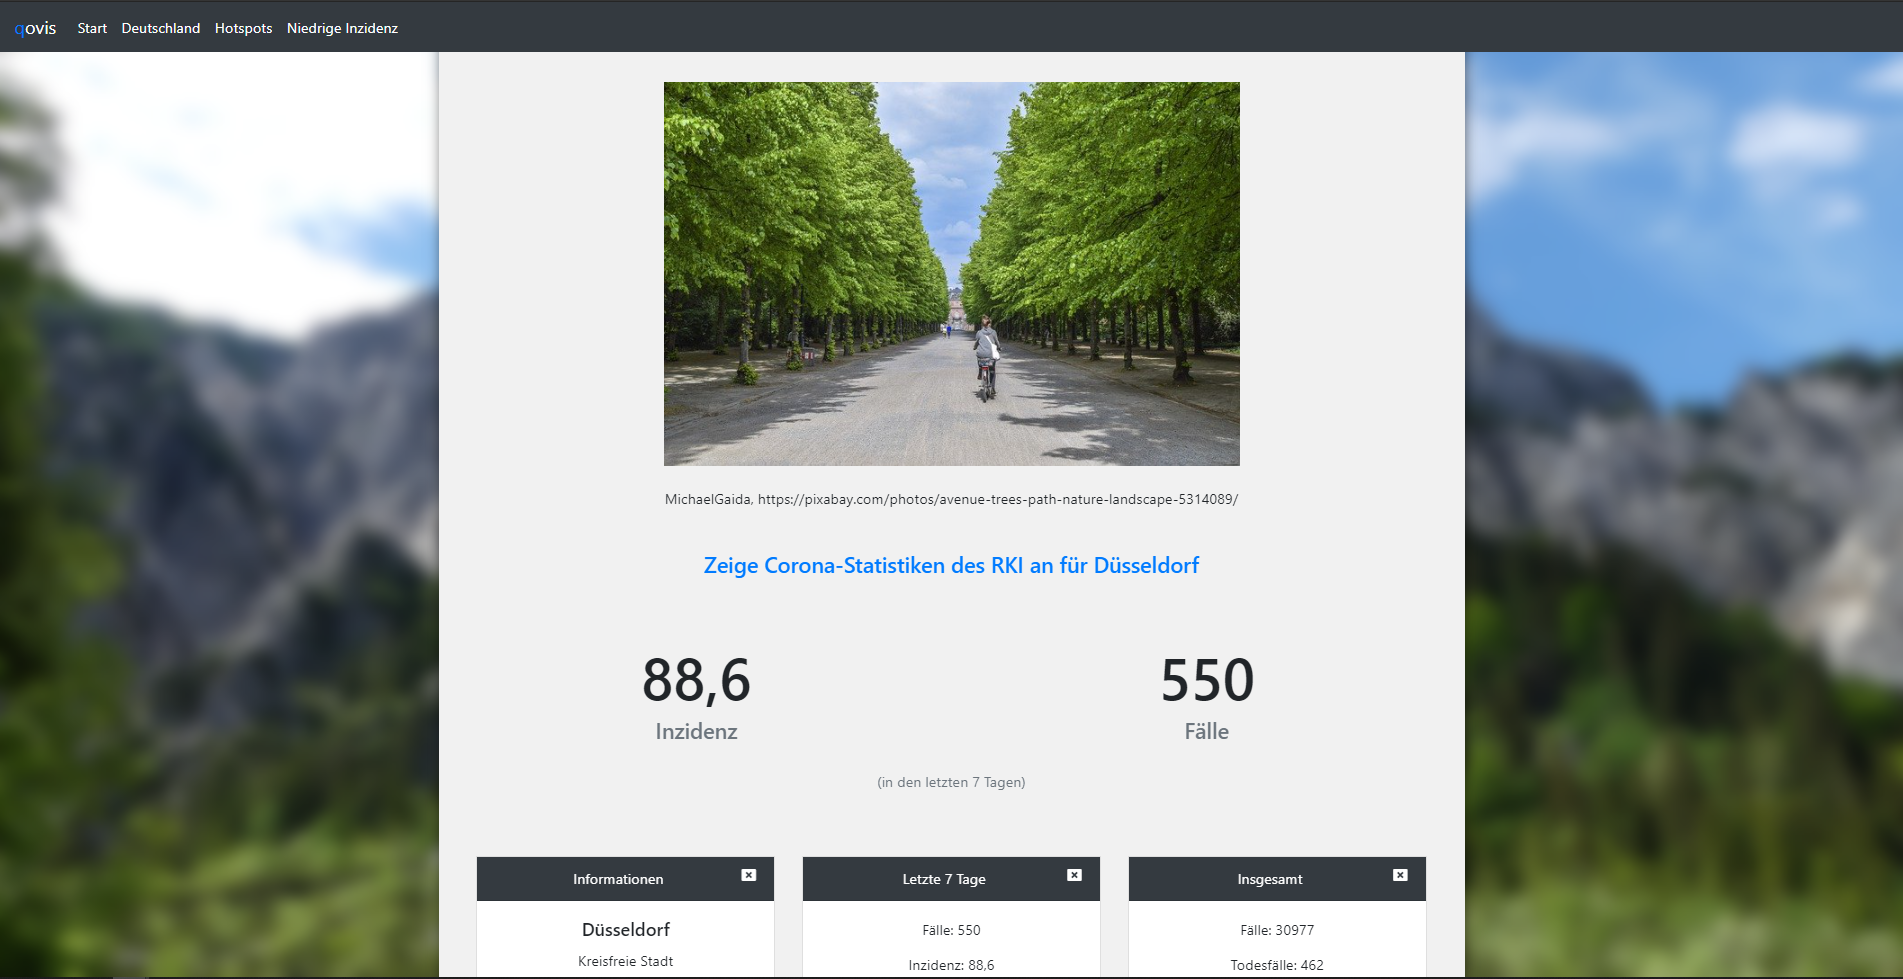 qovis Start Deutschland Hotspots Niedrige Inzidenz
MichaelGaida, https://pixabay.com/photos/avenue-trees-path-nature-landscape-5314089/
Zeige Corona-Statistiken des RKI an für Düsseldorf
88,6
Inzidenz
550
Fälle
(in den letzten 7 Tagen)
Informationen
Düsseldorf
Kreisfreie Stadt
Letzte 7 Tage
Fälle: 550
Inzidenz: 88,6
Insgesamt
Fälle: 30977
Todesfälle: 462